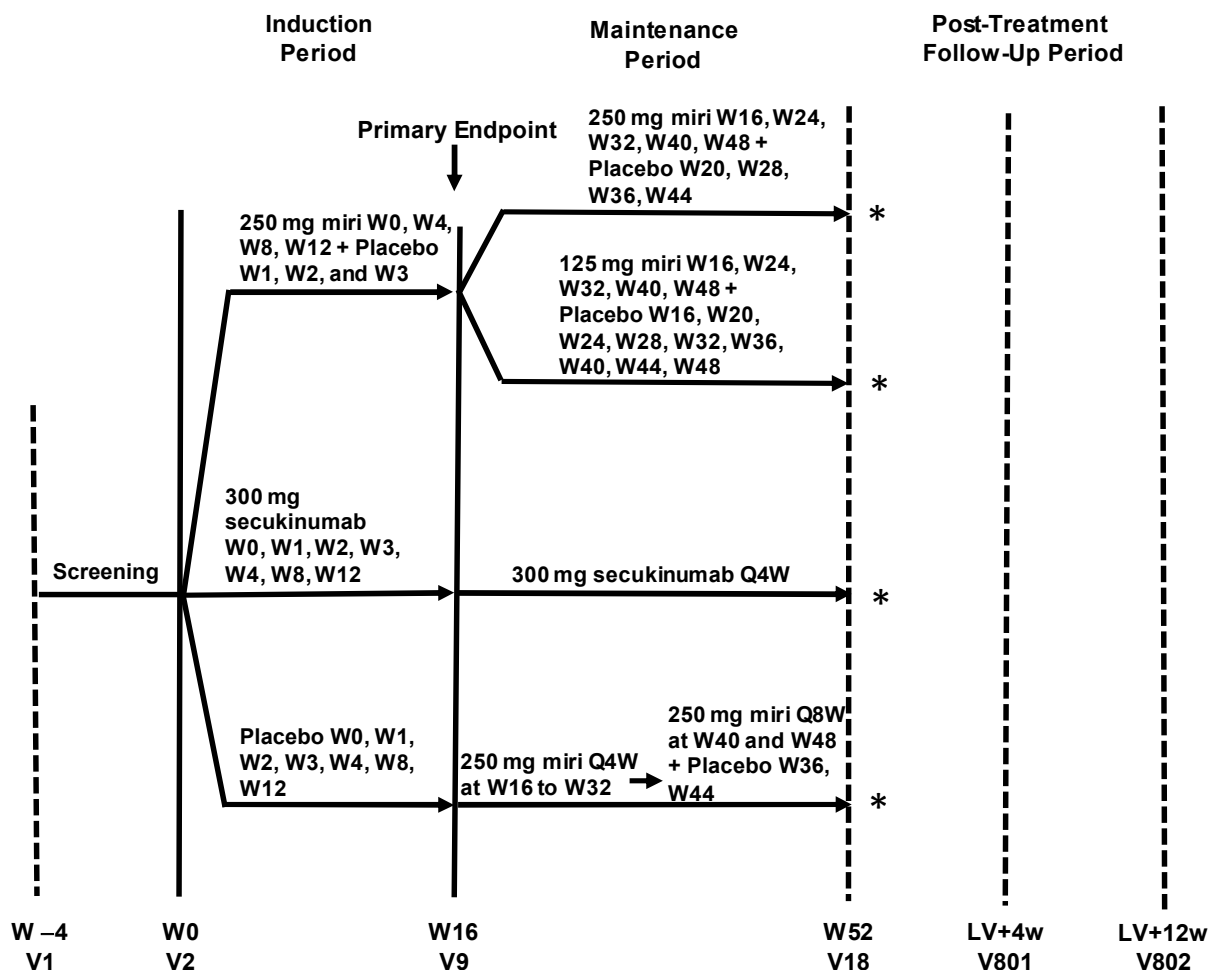 Induction
Period
Maintenance
Period
Post-Treatment
Follow-Up Period
Primary Endpoint
250 mg miri W16, W24,
W32, W40, W48 +
Placebo W20, W28,
W36, W44
*
250 mg miri W0, W4,
W8, W12 + Placebo
W1, W2, and W3
125 mg miri W16, W24,
W32, W40, W48 +
Placebo W16, W20,
W24, W28, W32, W36,
W40, W44, W48
*
Screening
300 mg
secukinumab
W0, W1, W2, W3,
W4, W8, W12
300 mg secukinumab Q4W
*
Placebo W0, W1,
W2, W3, W4, W8,
W12
250 mg miri Q4W
at W16 to W32
250 mg miri Q8W
at W40 and W48
+ Placebo W36,
W44
*
W –4
V1
W0
V2
W16
V9
W52
V18
LV+4w
V801
LV+12w
V802